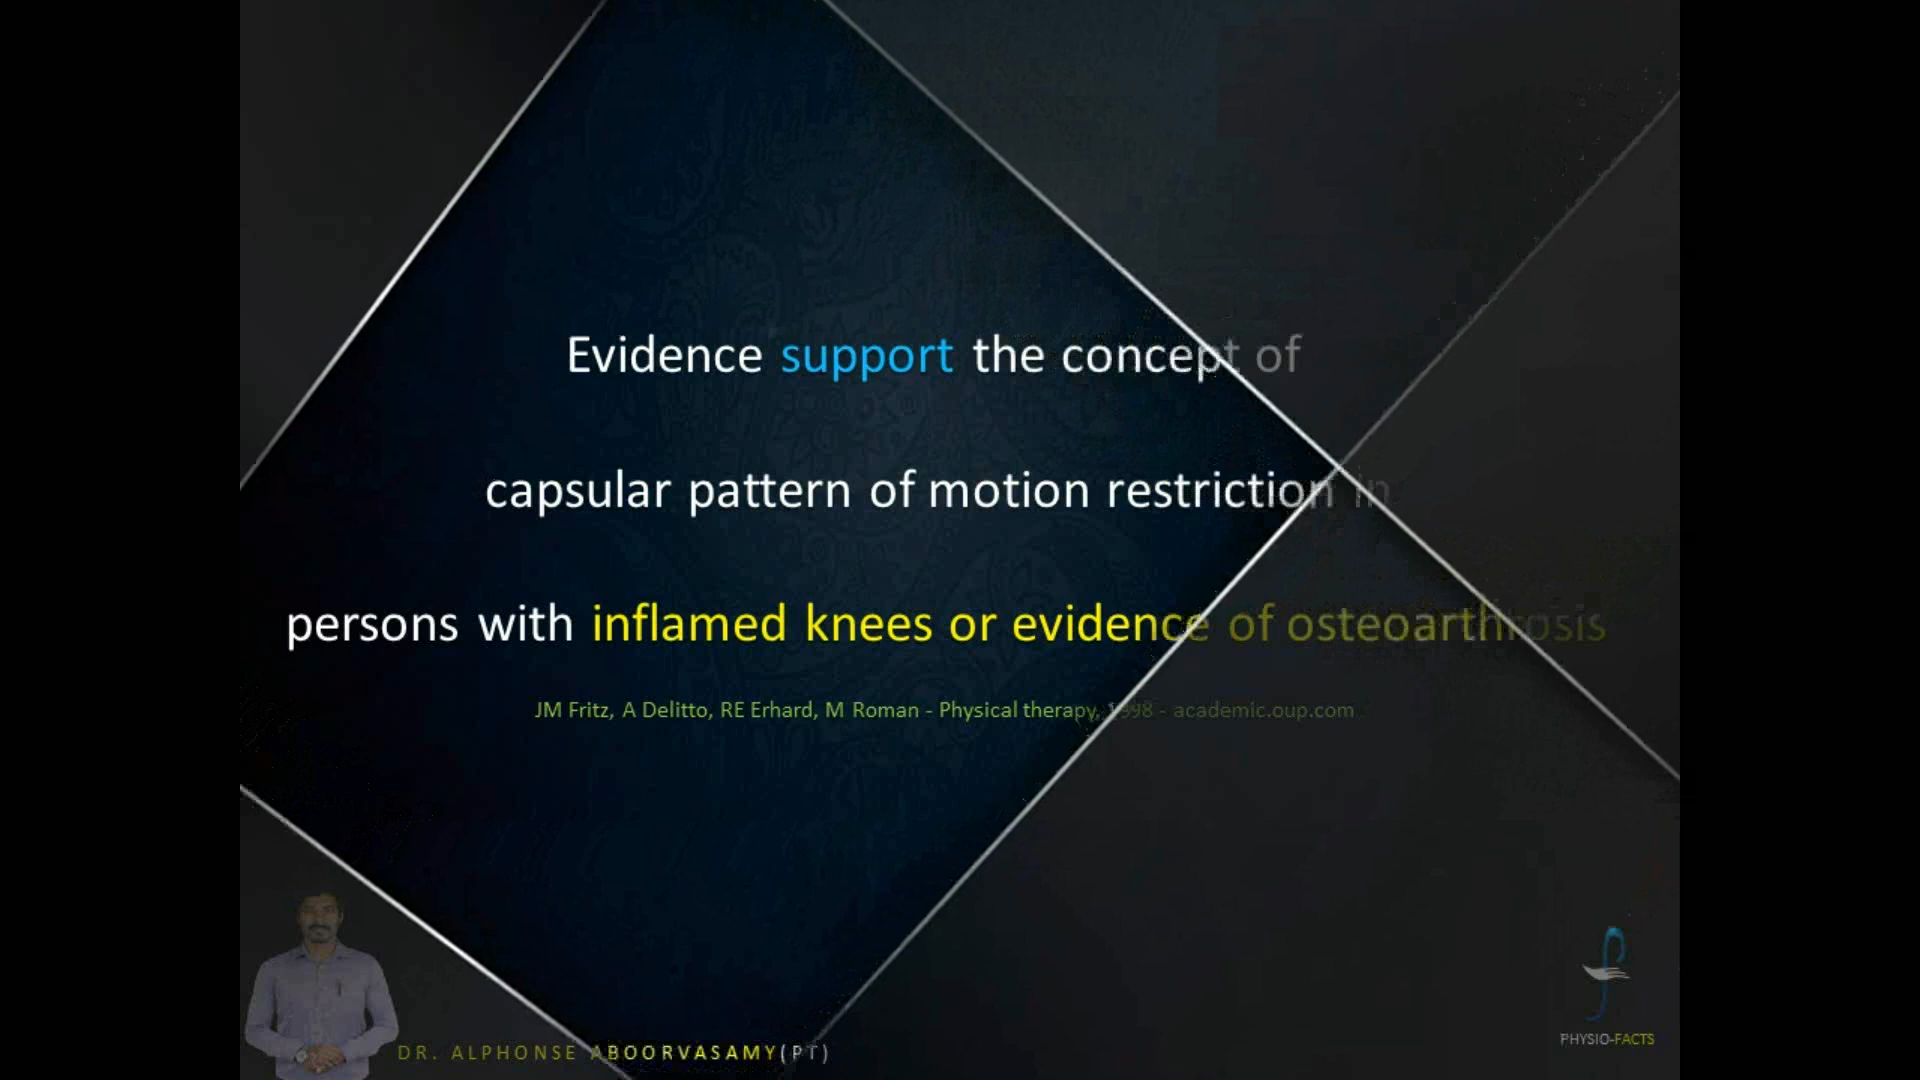 Evidence support the concept of
capsular pattern of motion restriction in
persons with inflamed knees or evidence of osteoarthrosis
JM Fritz, A Delitto, RE Erhard, M Roman - Physical therapy, 1998 - academic.oup.com
PHYSIO-FACTS
DR. ALPHONSE ABOORVASAMY(PT)